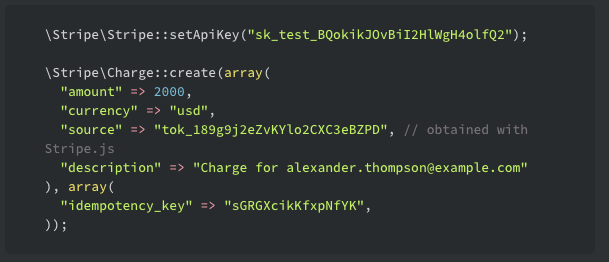 \Stripe\Stripe::setApiKey("sk_test_BQokikJOvBiI2HlWgH4olfQ2");
\Stripe\Charge::create(array(
"amount" => 2000,
"currency" => "usd",
"source" => "tok_189g9j2eZvKYlo2CXC3eBZPD", // obtained with
Stripe.js
"description" => "Charge for alexander.thompson@example.com"
), array(
"idempotency_key" => "sGRGXcikKfxpNfYK",
));